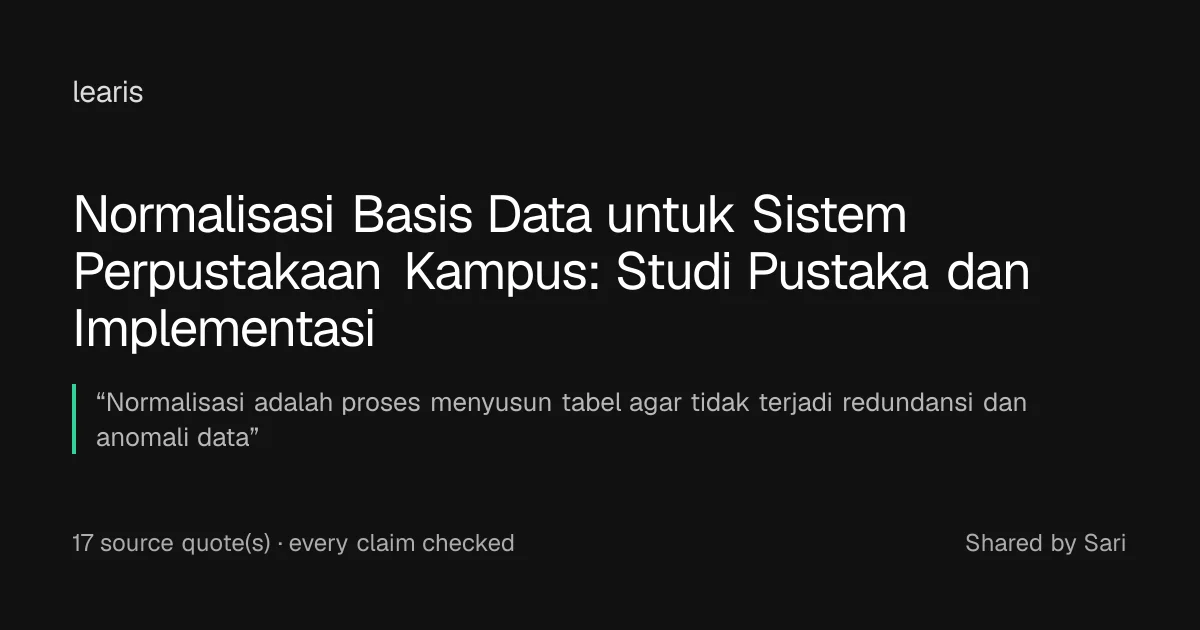 learis
Normalisasi Basis Data untuk Sistem
Perpustakaan Kampus: Studi Pustaka dan
Implementasi
“Normalisasi adalah proses menyusun tabel agar tidak terjadi redundansi dan
anomali data”
17 source quote(s) · every claim checked
Shared by Sari